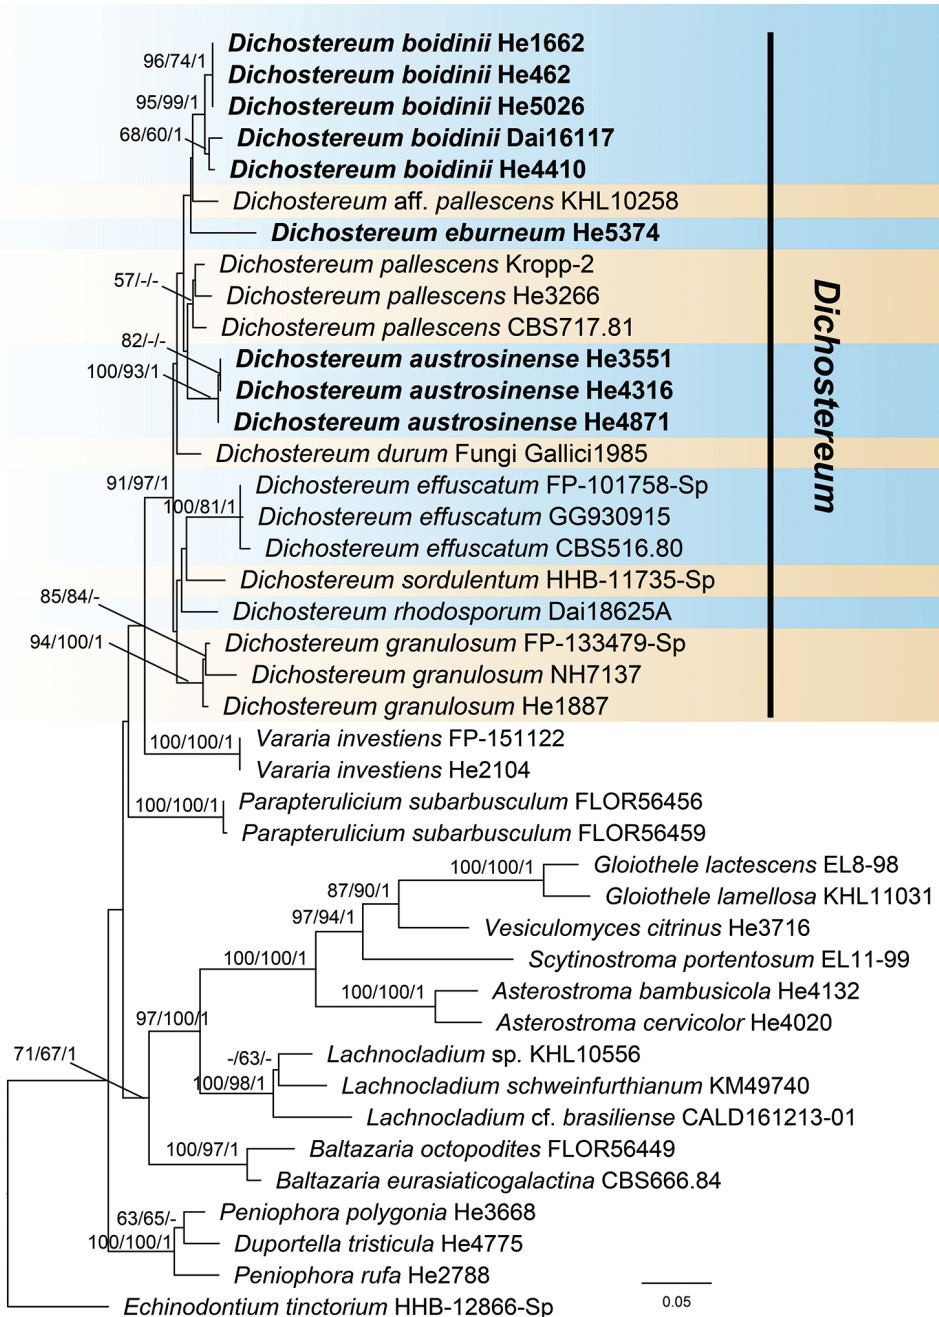 Dichostereum boidinii He1662
96/74/1
Dichostereum boidinii He462
95/99/1
Dichostereum boidinii He5026
68/60/1
Dichostereum boidinii Dai16117
Dichostereum boidinii He4410
Dichostereum aff. pallescens KHL10258
Dichostereum eburneum He5374
Dichostereum pallescens Kropp-2
57/-/-
Dichostereum pallescens He3266
Dichostereum pallescens CBS717.81
82/-/-
Dichostereum austrosinense He3551
100/93/1
Dichostereum austrosinense He4316
Dichostereum austrosinense He4871
Dichostereum
Dichostereum durum Fungi Gallici1985
91/97/1
Dichostereum effuscatum FP-101758-Sp
100/81/1
Dichostereum effuscatum GG930915
Dichostereum effuscatum CBS516.80
Dichostereum sordulentum HHB-11735-Sp
85/84/-
Dichostereum rhodosporum Dai18625A
94/100/1
Dichostereum granulosum FP-133479-Sp
Dichostereum granulosum NH7137
Dichostereum granulosum He1887
100/100/1
Vararia investiens FP-151122
Vararia investiens He2104
100/100/1
Parapterulicium subarbusculum FLOR56456
Parapterulicium subarbusculum FLOR56459
100/100/1
Gloiothele lactescens EL8-98
87/90/1
Gloiothele lamellosa KHL11031
97/94/1
Vesiculomyces citrinus He3716
100/100/1
Scytinostroma portentosum EL11-99
100/100/1
Asterostroma bambusicola He4132
97/100/1
Asterostroma cervicolor He4020
71/67/1
-/63/-
Lachnocladium sp. KHL10556
100/98/1
Lachnocladium schweinfurthianum KM49740
Lachnocladium cf. brasiliense CALD161213-01
100/97/1
Baltazaria octopodites FLOR56449
Baltazaria eurasiaticogalactina CBS666.84
63/65/-
Peniophora polygonia He3668
100/100/1
Duportella tristicula He4775
Peniophora rufa He2788
0.05
Echinodontium tinctorium HHB-12866-Sp